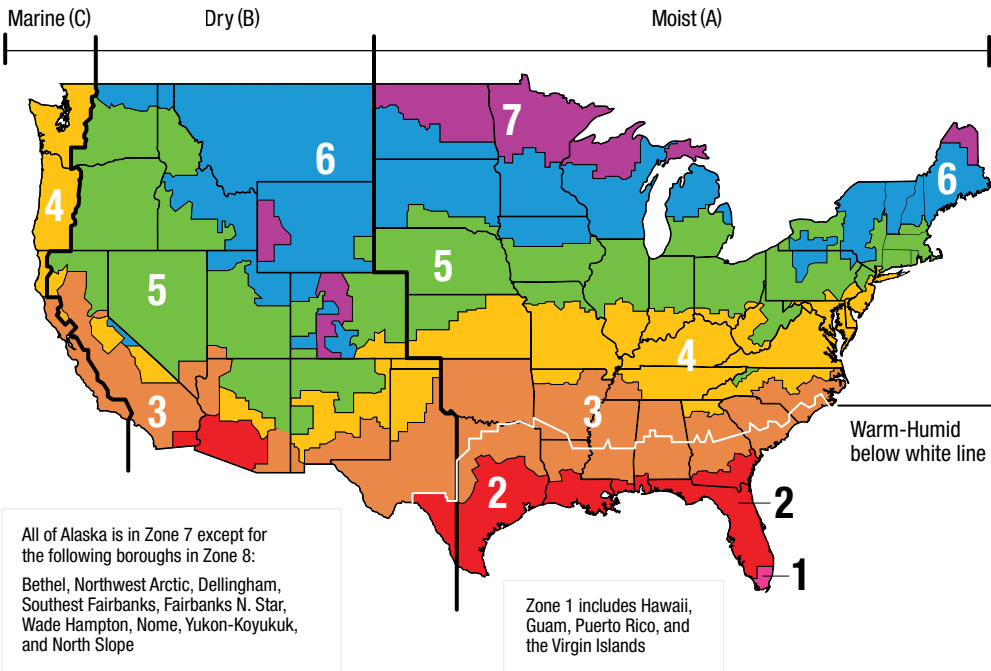 Marine (C)
Dry (B)
Moist (A)
7
6
6
4
5
5
4
3
3
Warm-Humid
below white line
2
2
1
All of Alaska is in Zone 7 except for
the following boroughs in Zone 8:
Bethel, Northwest Arctic, Dellingham,
Southest Fairbanks, Fairbanks N. Star,
Wade Hampton, Nome, Yukon-Koyukuk,
and North Slope
Zone 1 includes Hawaii,
Guam, Puerto Rico, and
the Virgin Islands